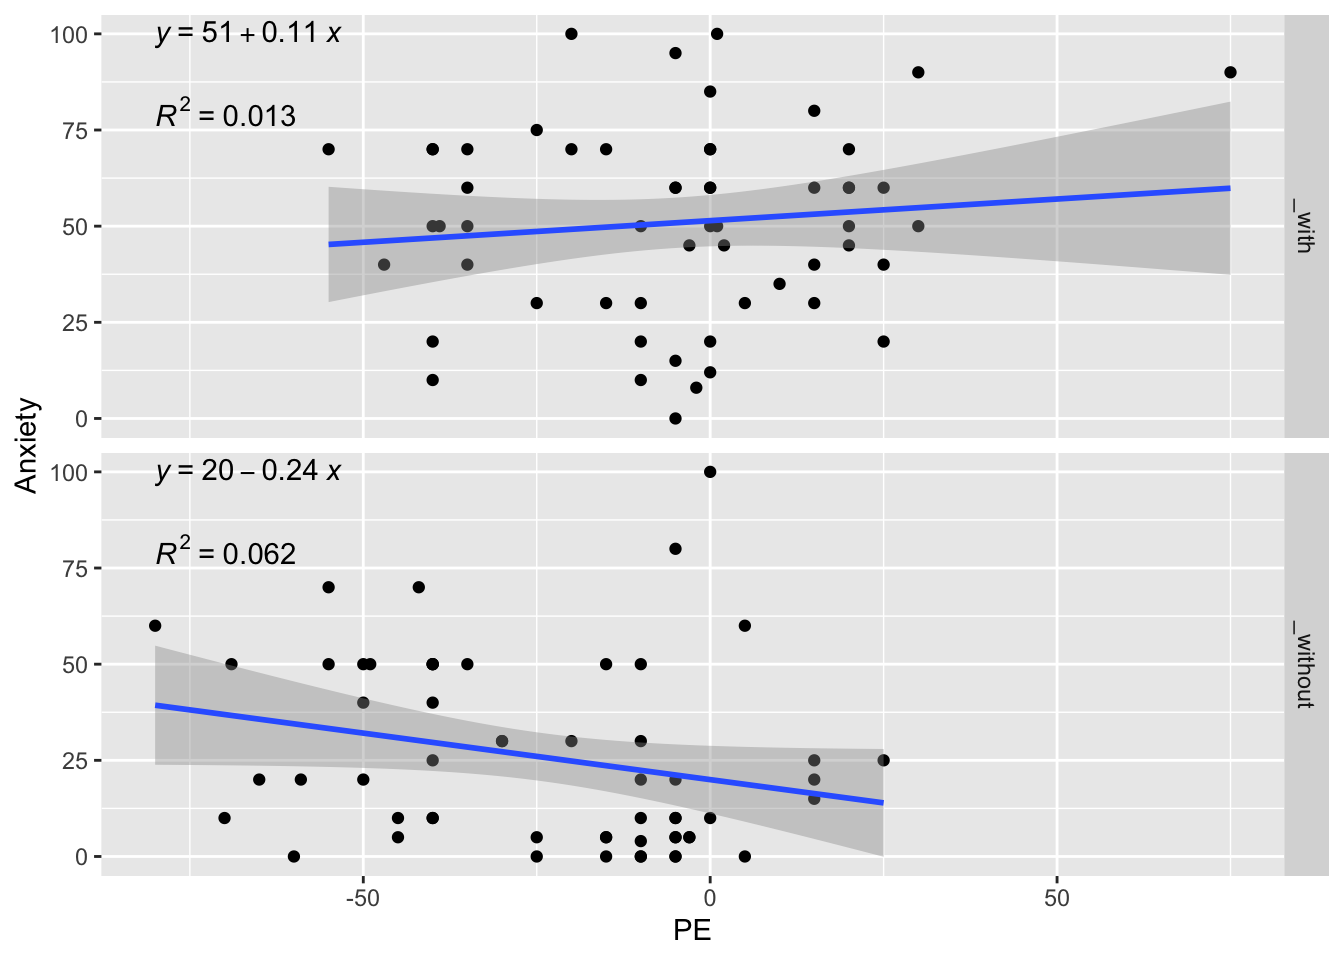 y = 51 + 0.11 x
R² = 0.013
100
75
50
25
0
_with
Anxiety
y = 20 − 0.24 x
R² = 0.062
100
75
50
25
0
_without
-50
0
50
PE